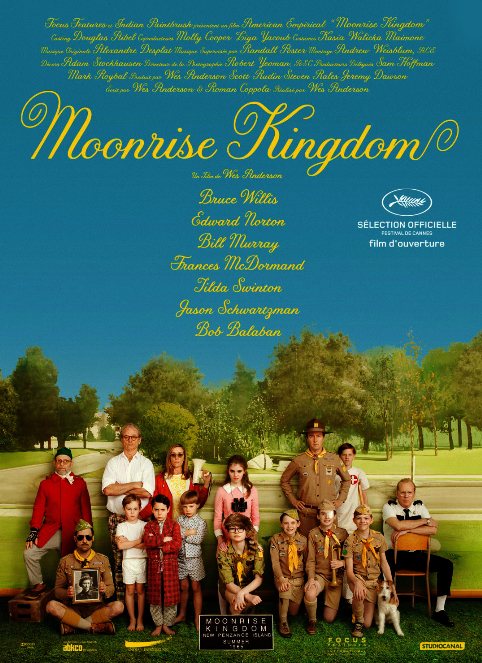 Focus Features et Indian Paintbrush présentent un film American Empirical "Moonrise Kingdom"
Casting Douglas Aibel Coproducteurs Molly Cooper Lila Yacoub Costumes Kasia Walicka Maimone
Musique Originale Alexandre Desplat Musique Supervisée par Randall Poster Montage Andrew Weisblum, A.C.E.
Décors Adam Stockhausen Directeur de la Photographie Robert Yeoman, A.S.C. Producteurs Délégués Sam Hoffman
Mark Roybal Produit par Wes Anderson Scott Rudin Steven Rales Jeremy Dawson
Écrit par Wes Anderson & Roman Coppola Réalisé par Wes Anderson
Moonrise Kingdom
Un Film de Wes Anderson
Bruce Willis
Edward Norton
Bill Murray
Frances McDormand
Tilda Swinton
Jason Schwartzman
Bob Balaban
SÉLECTION OFFICIELLE
FESTIVAL DE CANNES
film d'ouverture
MOONRISE
KINGDOM
NEW PENZANCE ISLAND
SUMMER
1965
abkco
FOCUS
STUDIOCANAL